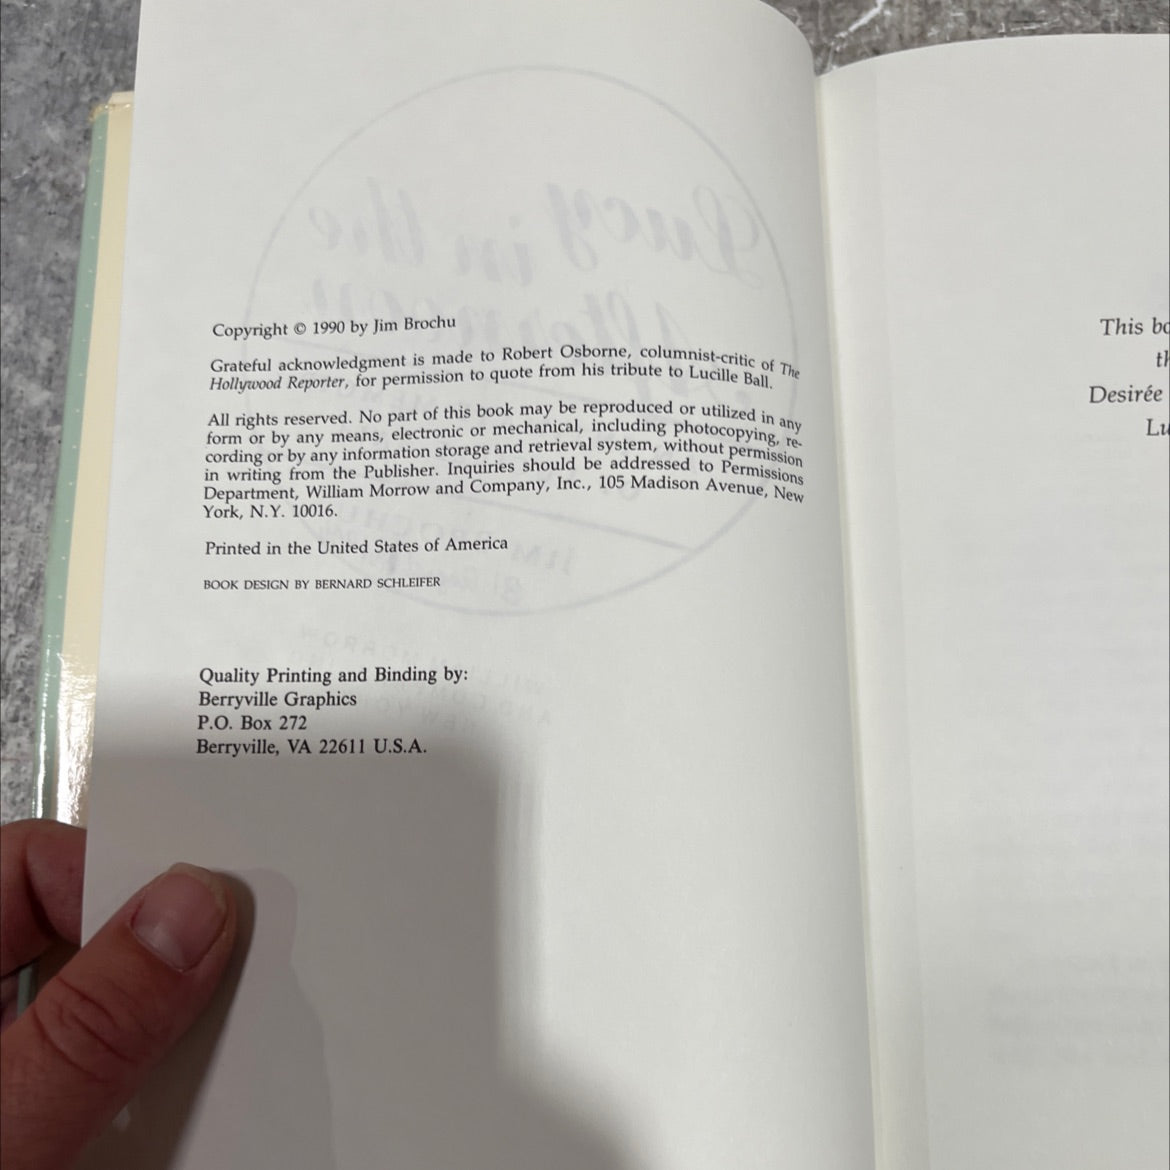 Copyright © 1990 by Jim Brochu
Grateful acknowledgment is made to Robert Osborne, columnist-critic of The
Hollywood Reporter, for permission to quote from his tribute to Lucille Ball.
All rights reserved. No part of this book may be reproduced or utilized in any
form or by any means, electronic or mechanical, including photocopying, re-
cording or by any information storage and retrieval system, without permission
in writing from the Publisher. Inquiries should be addressed to Permissions
Department, William Morrow and Company, Inc., 105 Madison Avenue, New
York, N.Y. 10016.
Printed in the United States of America
BOOK DESIGN BY BERNARD SCHLEIFER
Quality Printing and Binding by:
Berryville Graphics
P.O. Box 272
Berryville, VA 22611 U.S.A.
This
Desirée